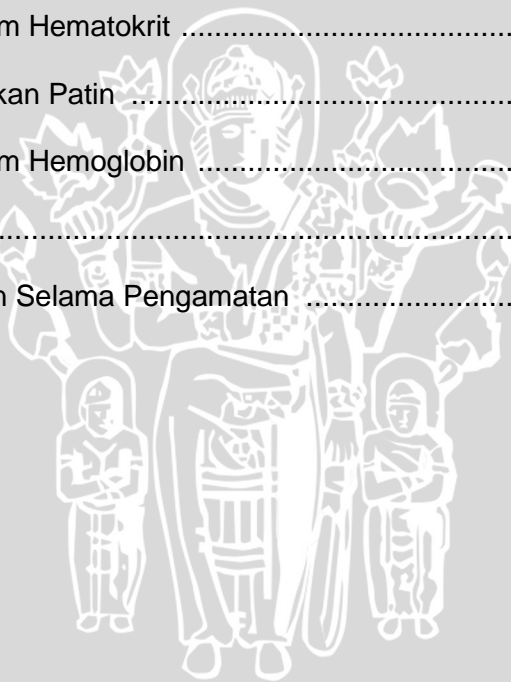 m Hematokrit ........................................
kan Patin .............................................
m Hemoglobin ......................................
.............................................................
n Selama Pengamatan .........................